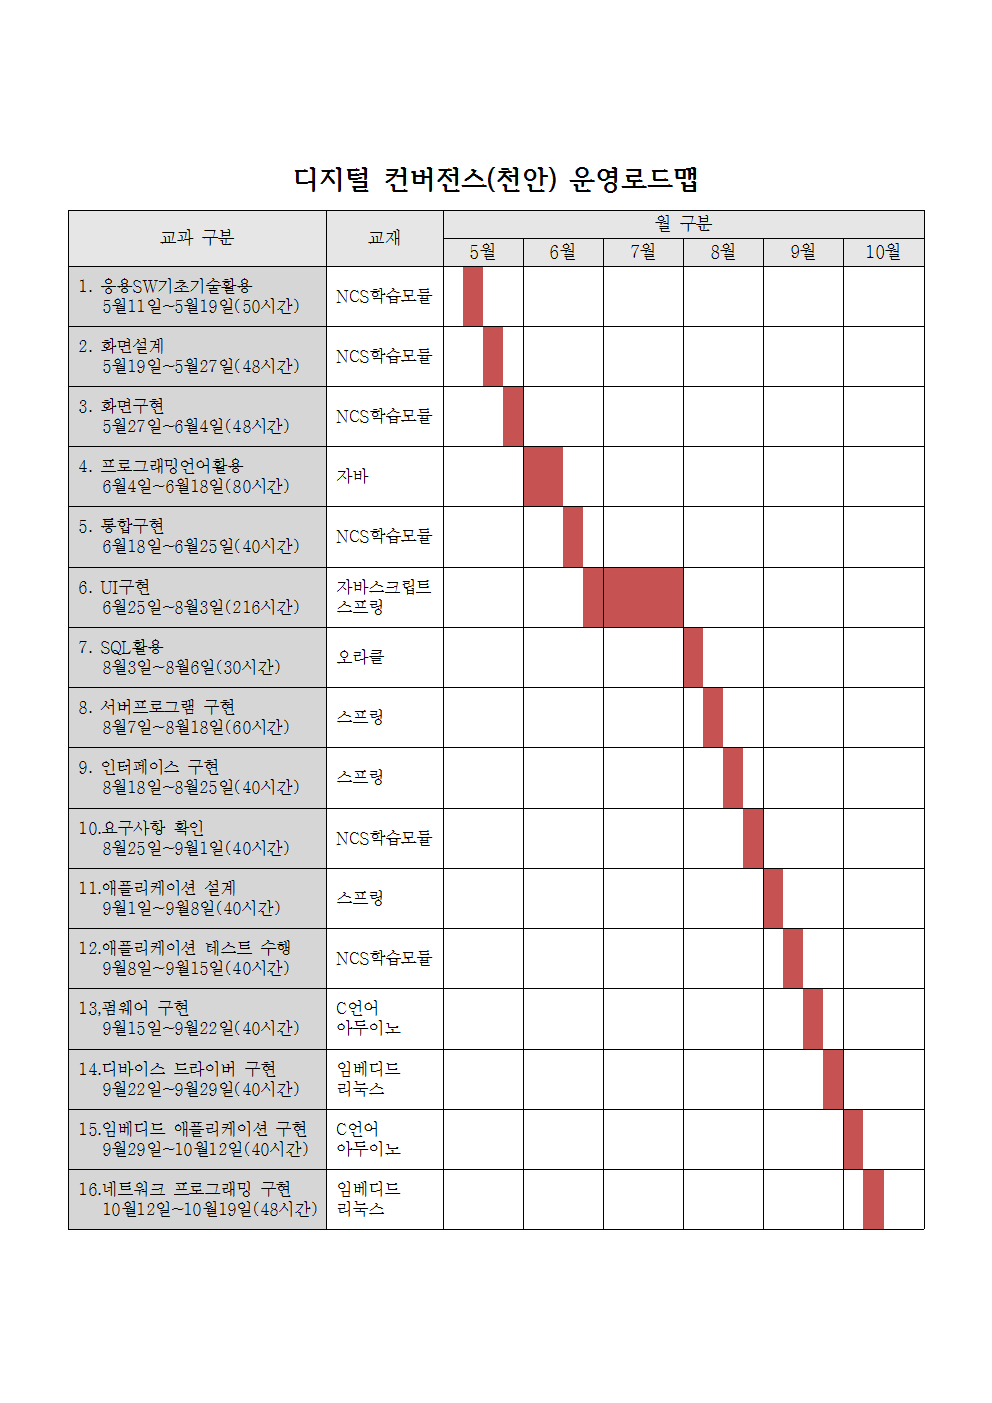 디지털 컨버전스(천안) 운영로드맵
교과 구분
교재
월 구분
5월
6월
7월
8월
9월
10월
1. 응용SW기초기술활용
5월11일~5월19일(50시간)
NCS학습모듈
2. 화면설계
5월19일~5월27일(48시간)
NCS학습모듈
3. 화면구현
5월27일~6월4일(48시간)
NCS학습모듈
4. 프로그래밍언어활용
6월4일~6월18일(80시간)
자바
5. 통합구현
6월18일~6월25일(40시간)
NCS학습모듈
6. UI구현
6월25일~8월3일(216시간)
자바스크립트
스프링
7. SQL활용
8월3일~8월6일(30시간)
오라클
8. 서버프로그램 구현
8월7일~8월18일(60시간)
스프링
9. 인터페이스 구현
8월18일~8월25일(40시간)
스프링
10.요구사항 확인
8월25일~9월1일(40시간)
NCS학습모듈
11.애플리케이션 설계
9월1일~9월8일(40시간)
스프링
12.애플리케이션 테스트 수행
9월8일~9월15일(40시간)
NCS학습모듈
13,펌웨어 구현
9월15일~9월22일(40시간)
C언어
아두이노
14.디바이스 드라이버 구현
9월22일~9월29일(40시간)
임베디드
리눅스
15.임베디드 애플리케이션 구현
9월29일~10월12일(40시간)
C언어
아두이노
16.네트워크 프로그래밍 구현
10월12일~10월19일(48시간)
임베디드
리눅스